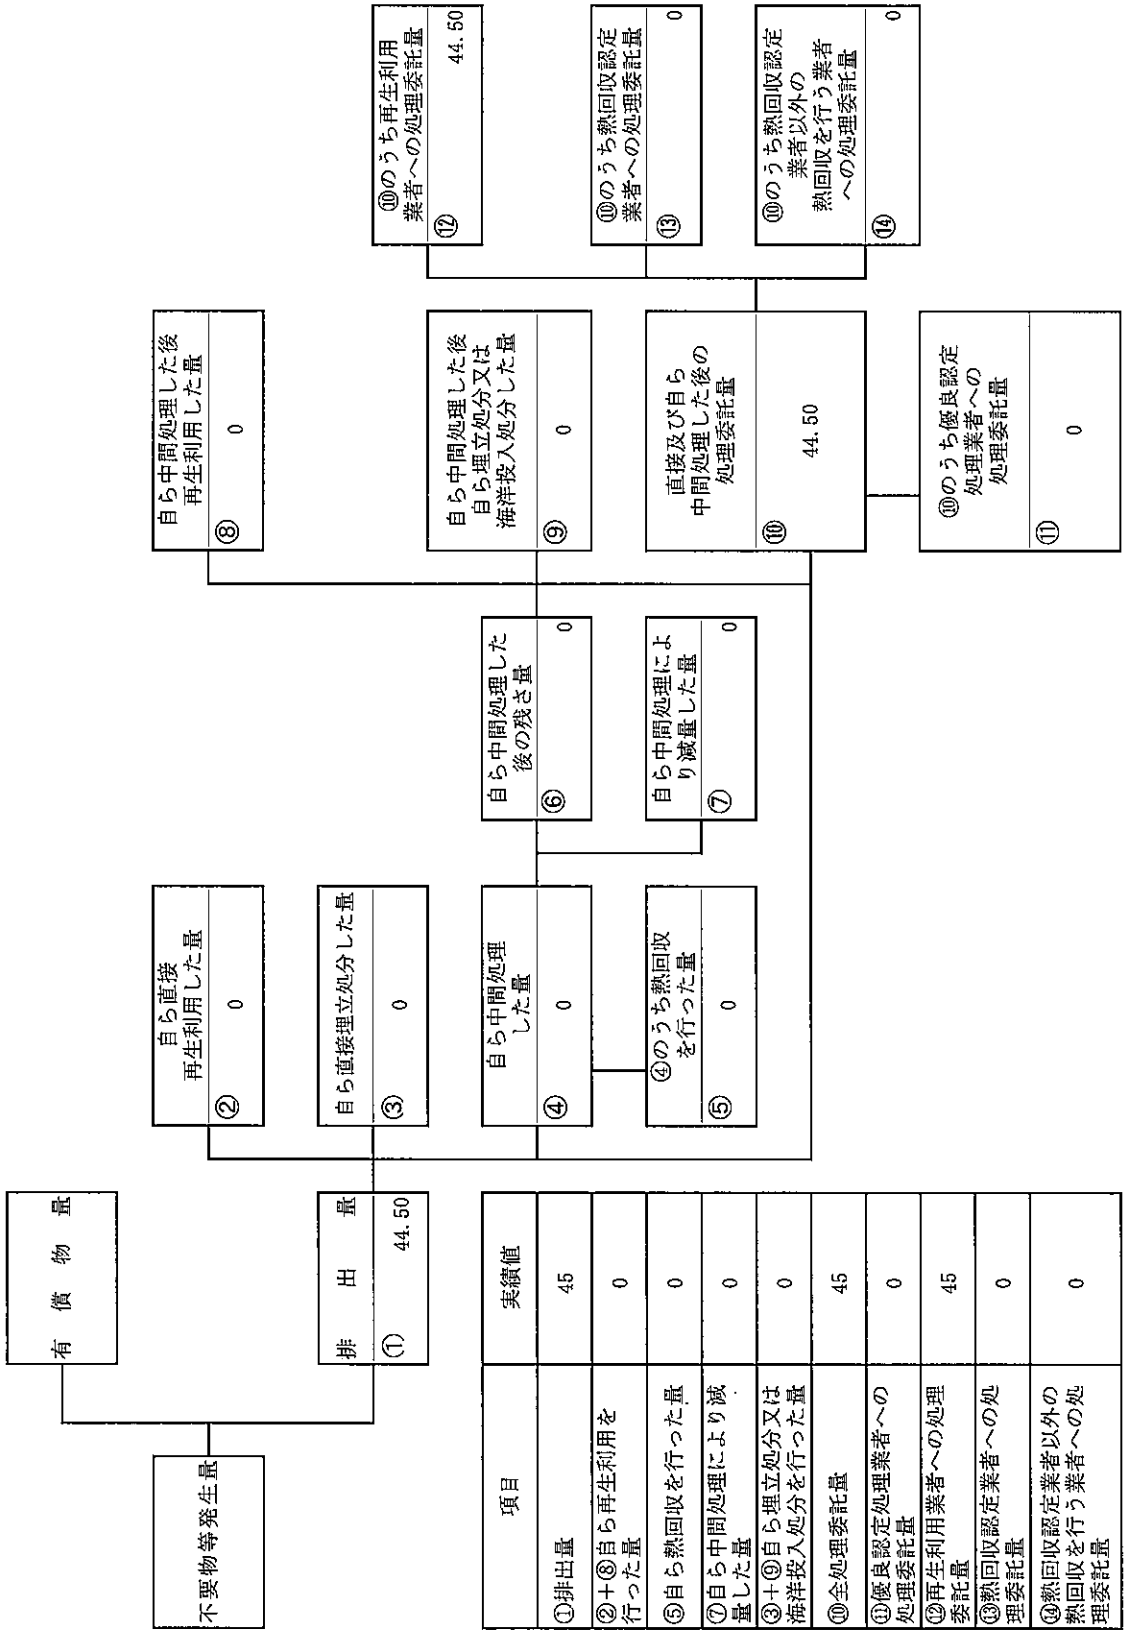 不要物等発生量
有償物量
排出量
① 44.50
自ら直接
再生利用した量
② 0
自ら直接埋立処分した量
③ 0
自ら中間処理
した量
④ 0
④のうち熱回収
を行った量
⑤ 0
自ら中間処理した
後の残さ量
⑥ 0
自ら中間処理によ
り減量した量
⑦ 0
自ら中間処理した後
再生利用した量
⑧ 0
自ら中間処理した後
自ら埋立処分又は
海洋投入処分した量
⑨ 0
直接及び自ら
中間処理した後の
処理委託量
⑩ 44.50
⑩のうち優良認定
処理業者への
処理委託量
⑪ 0
⑩のうち再生利用
業者への処理委託量
⑫ 44.50
⑩のうち熱回収認定
業者への処理委託量
⑬ 0
⑩のうち熱回収認定
業者以外の
熱回収を行う業者
への処理委託量
⑭ 0
項目 実績値
①排出量 45
②+⑧自ら再生利用を
行った量 0
⑤自ら熱回収を行った量 0
⑦自ら中間処理により減
量した量 0
③+⑨自ら埋立処分又は
海洋投入処分を行った量 0
⑩全処理委託量 45
⑪優良認定処理業者への
処理委託量 0
⑫再生利用業者への処理
委託量 45
⑬熱回収認定業者への処
理委託量 0
⑭熱回収認定業者以外の
熱回収を行う業者への処
理委託量 0